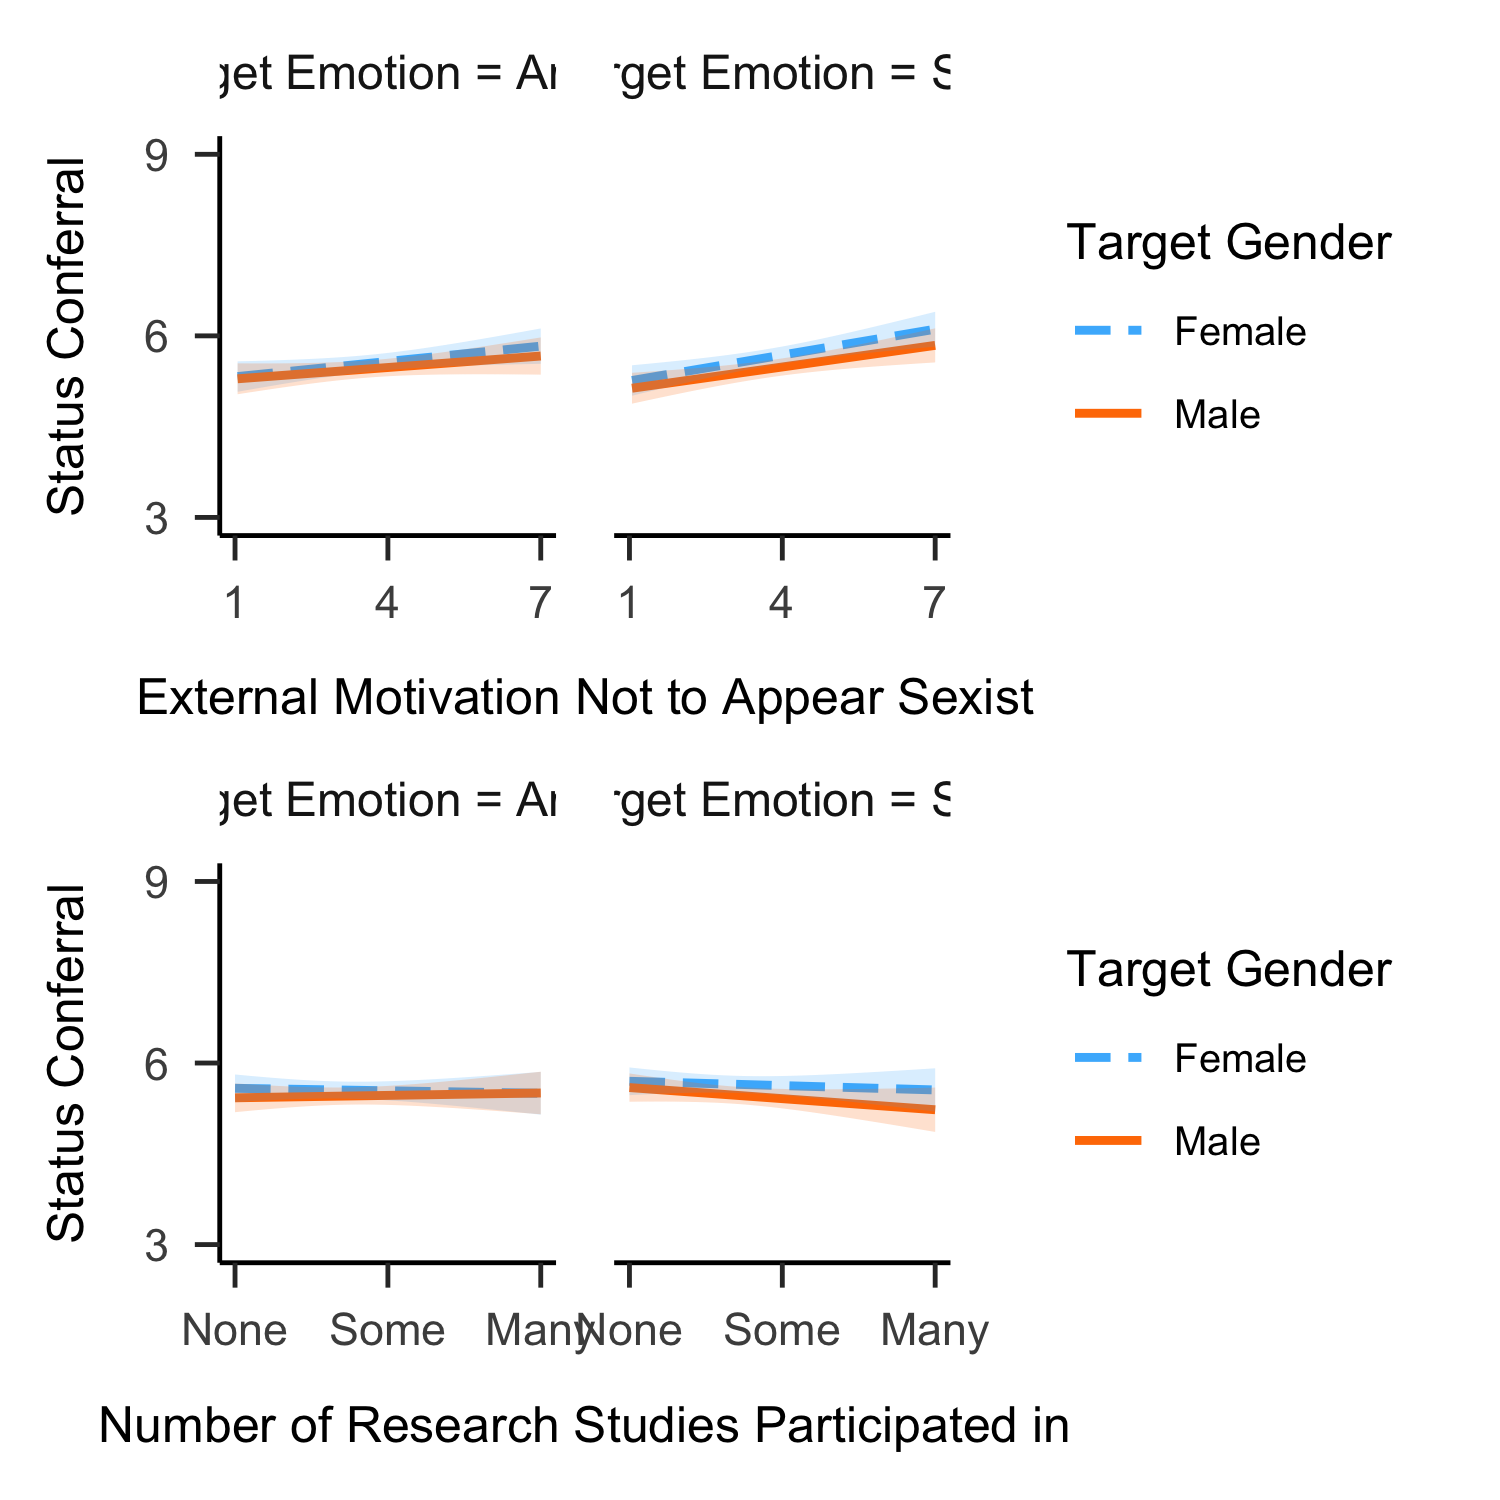 get Emotion = An
rget Emotion = S
Status Conferral
9
6
3
1 4 7
1 4 7
External Motivation Not to Appear Sexist
Target Gender
Female
Male
get Emotion = An
rget Emotion = S
Status Conferral
9
6
3
None Some Many
None Some Many
Number of Research Studies Participated in
Target Gender
Female
Male